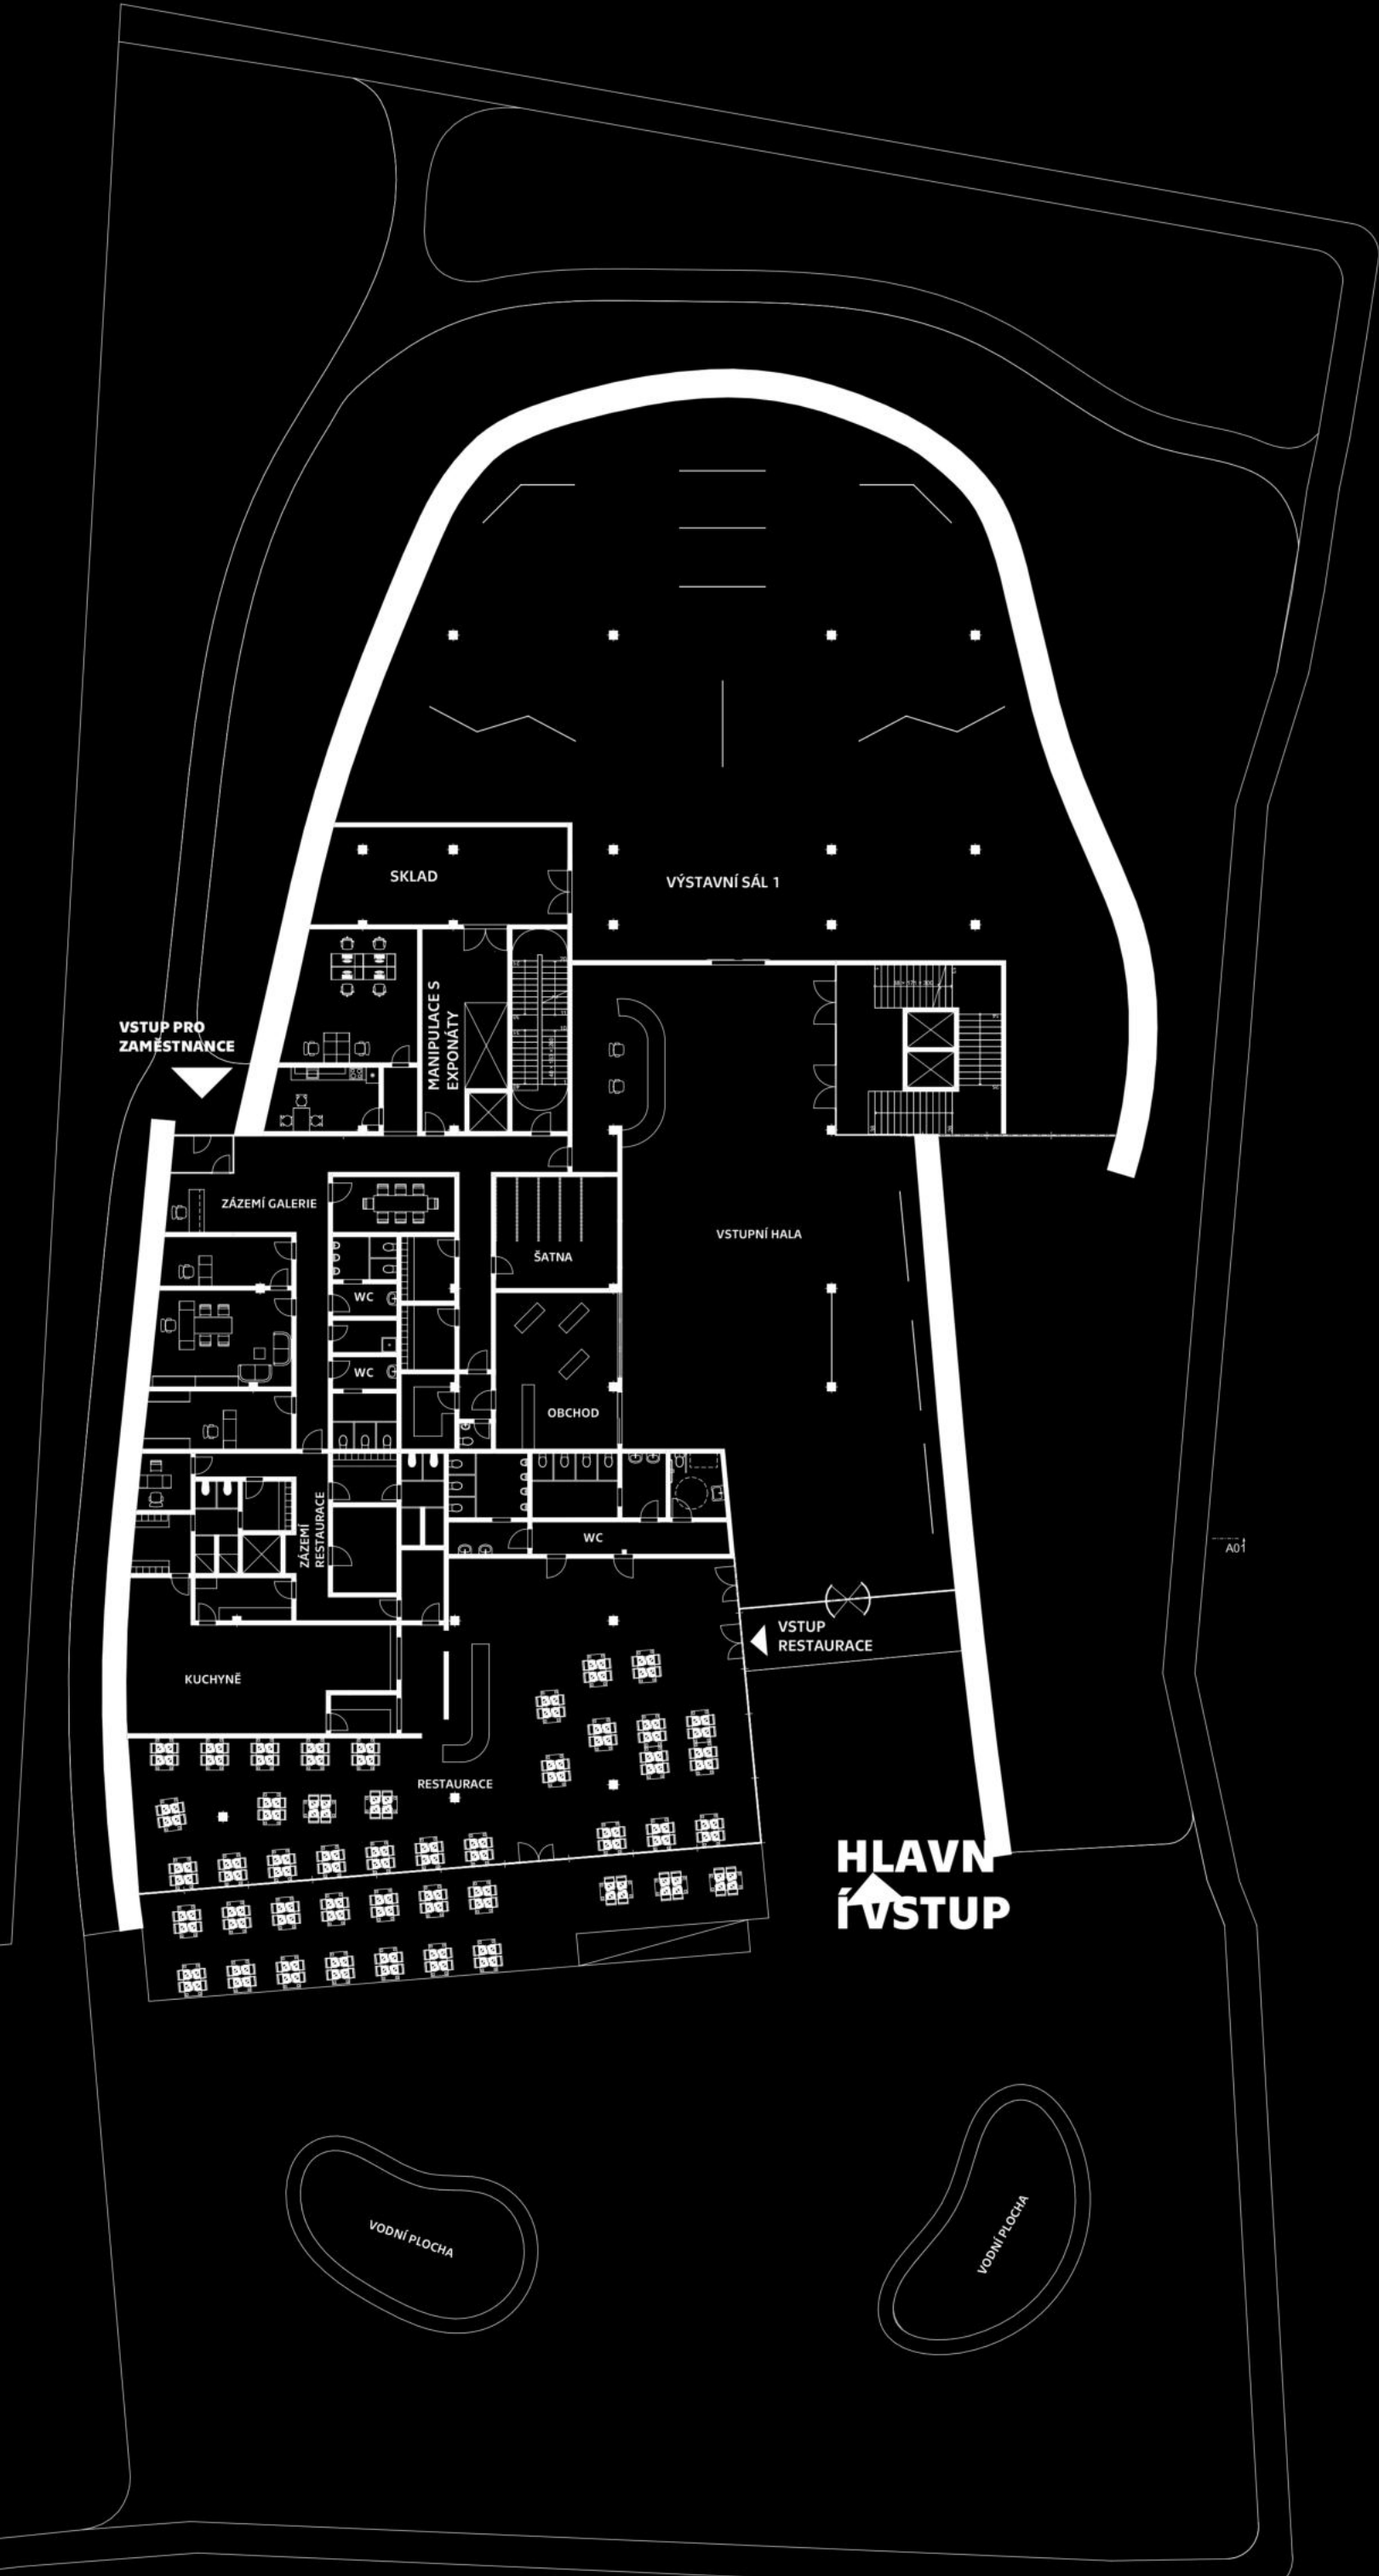 SKLAD
VÝSTAVNÍ SÁL 1
MANIPULACE S
EXPONÁTY
VSTUP PRO
ZAMĚSTNANCE
ZÁZEMÍ GALERIE
VSTUPNÍ HALA
ŠATNA
WC
WC
OBCHOD
ZÁZEMÍ
RESTAURACE
WC
A01
VSTUP
RESTAURACE
KUCHYNĚ
RESTAURACE
HLAVN
Í VSTUP
VODNÍ PLOCHA
VODNÍ PLOCHA